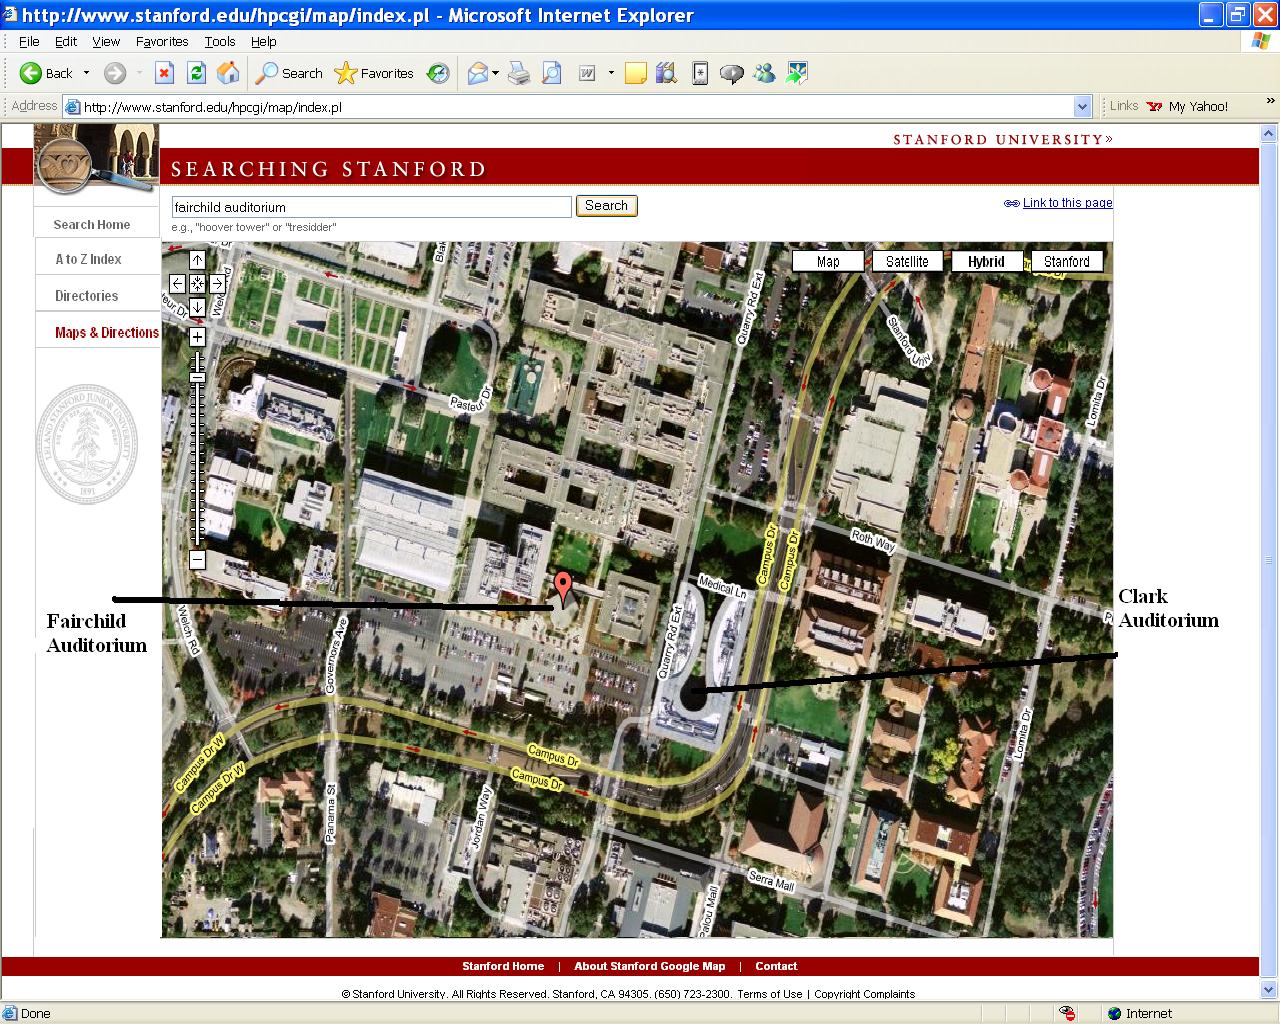 http://www.stanford.edu/hpcgi/map/index.pl - Microsoft Internet Explorer
File Edit View Favorites Tools Help
Back Search Favorites
Address http://www.stanford.edu/hpcgi/map/index.pl Links My Yahoo!
STANFORD UNIVERSITY
SEARCHING STANFORD
fairchild auditorium Search Link to this page
e.g., "hoover tower" or "tresidder"
Search Home
A to Z Index
Directories
Maps & Directions
LELAND STANFORD JUNIOR UNIVERSITY
1891
Map Satellite Hybrid Stanford
Quarry Rd Ext
Stanford Univ
Pasteur Dr
Lomita Dr
Roth Way
Campus Dr
Campus Dr
Medical Ln
Clark
Auditorium
Fairchild
Auditorium
Welch Rd
Governors Ave
Quarry Rd Ext
Lomita Dr
Campus Dr W
Campus Dr W
Campus Dr
Campus Dr
Panama St
Jordan Way
Serra Mall
Palou Mall
Stanford Home | About Stanford Google Map | Contact
© Stanford University. All Rights Reserved. Stanford, CA 94305. (650) 723-2300. Terms of Use | Copyright Complaints
Done Internet